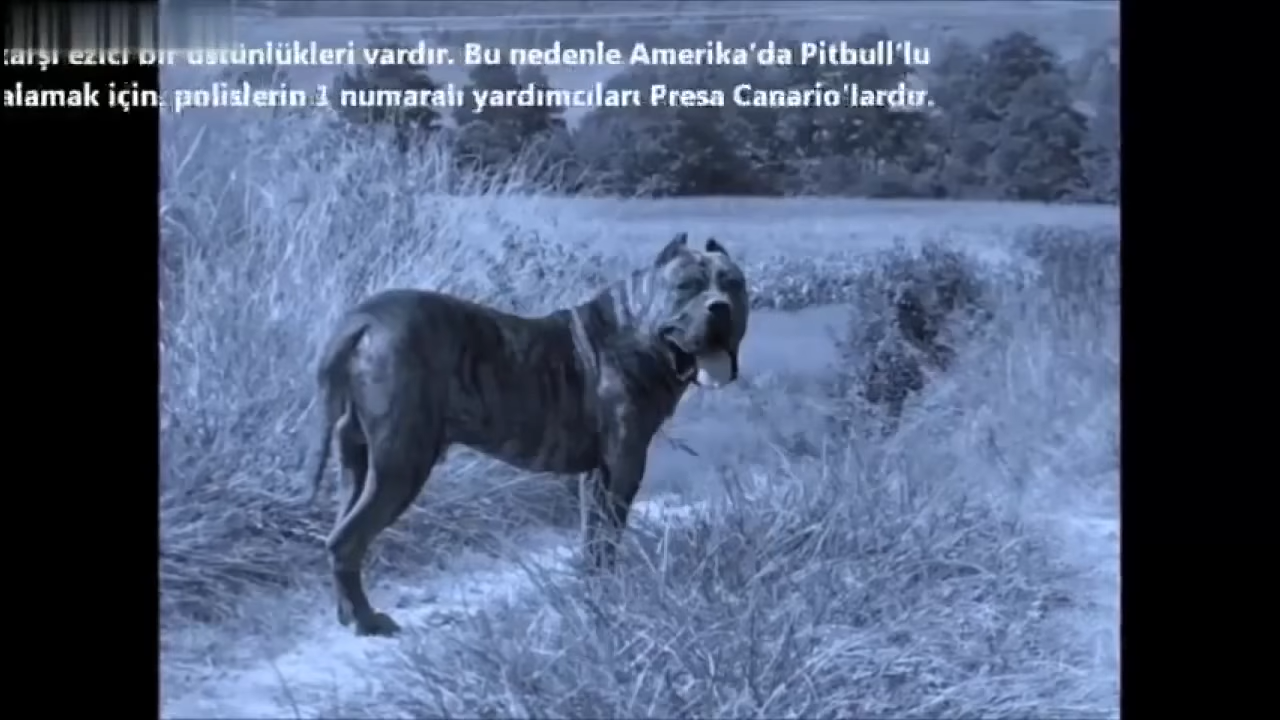 karşı ezici bir üstünlükleri vardır. Bu nedenle Amerika'da Pitbull'lu
alamak için. polislerin 1 numaralı yardımcıları Presa Canario'lardır.